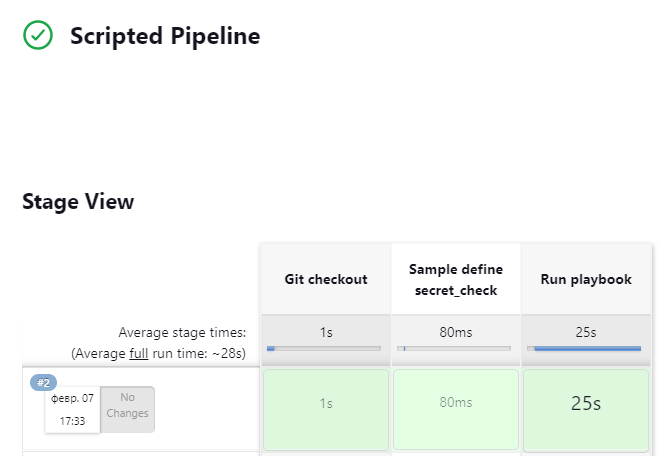 Scripted Pipeline
Stage View
Git checkout
Sample define
secret_check
Run playbook
Average stage times:
(Average full run time: ~28s)
1s
80ms
25s
#2
февр. 07
17:33
No
Changes
1s
80ms
25s